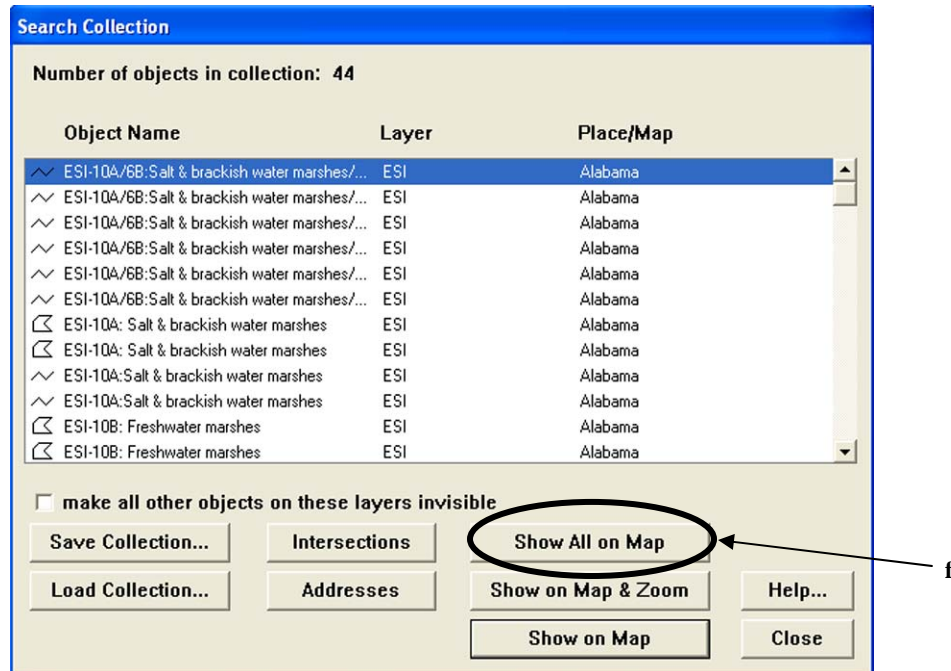 Search Collection
Number of objects in collection: 44
Object Name Layer Place/Map
ESI-10A/6B:Salt & brackish water marshes/... ESI Alabama
ESI-10A/6B:Salt & brackish water marshes/... ESI Alabama
ESI-10A/6B:Salt & brackish water marshes/... ESI Alabama
ESI-10A/6B:Salt & brackish water marshes/... ESI Alabama
ESI-10A/6B:Salt & brackish water marshes/... ESI Alabama
ESI-10A/6B:Salt & brackish water marshes/... ESI Alabama
ESI-10A: Salt & brackish water marshes ESI Alabama
ESI-10A: Salt & brackish water marshes ESI Alabama
ESI-10A:Salt & brackish water marshes ESI Alabama
ESI-10A:Salt & brackish water marshes ESI Alabama
ESI-10B: Freshwater marshes ESI Alabama
ESI-10B: Freshwater marshes ESI Alabama
make all other objects on these layers invisible
Save Collection... Intersections Show All on Map
f
Load Collection... Addresses Show on Map & Zoom Help...
Show on Map Close